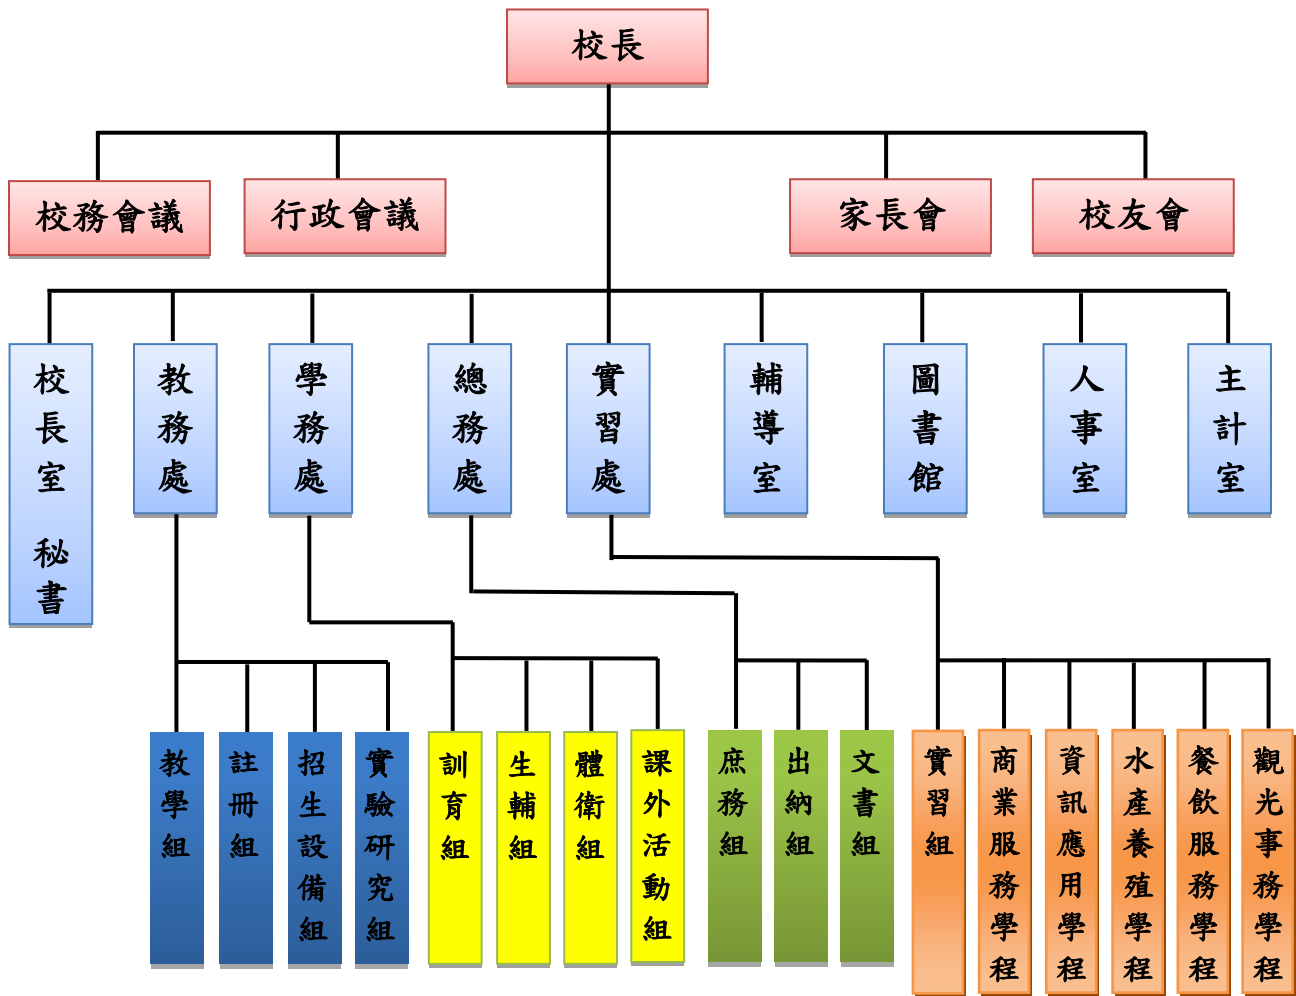 校長
校務會議
行政會議
家長會
校友會
校長室 秘書
教務處
學務處
總務處
實習處
輔導室
圖書館
人事室
主計室
教學組
註冊組
招生設備組
實驗研究組
訓育組
生輔組
體衛組
課外活動組
庶務組
出納組
文書組
實習組
商業服務學程
資訊應用學程
水產養殖學程
餐飲服務學程
觀光事務學程